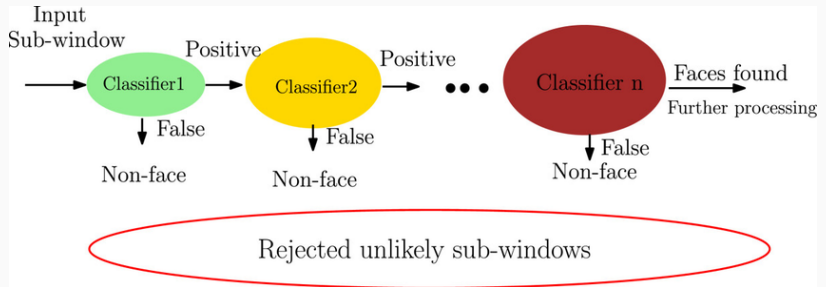 Input
Sub-window
Positive
Positive
Classifier1
Classifier2
Classifier n
Faces found
Further processing
False
False
False
Non-face
Non-face
Non-face
Rejected unlikely sub-windows